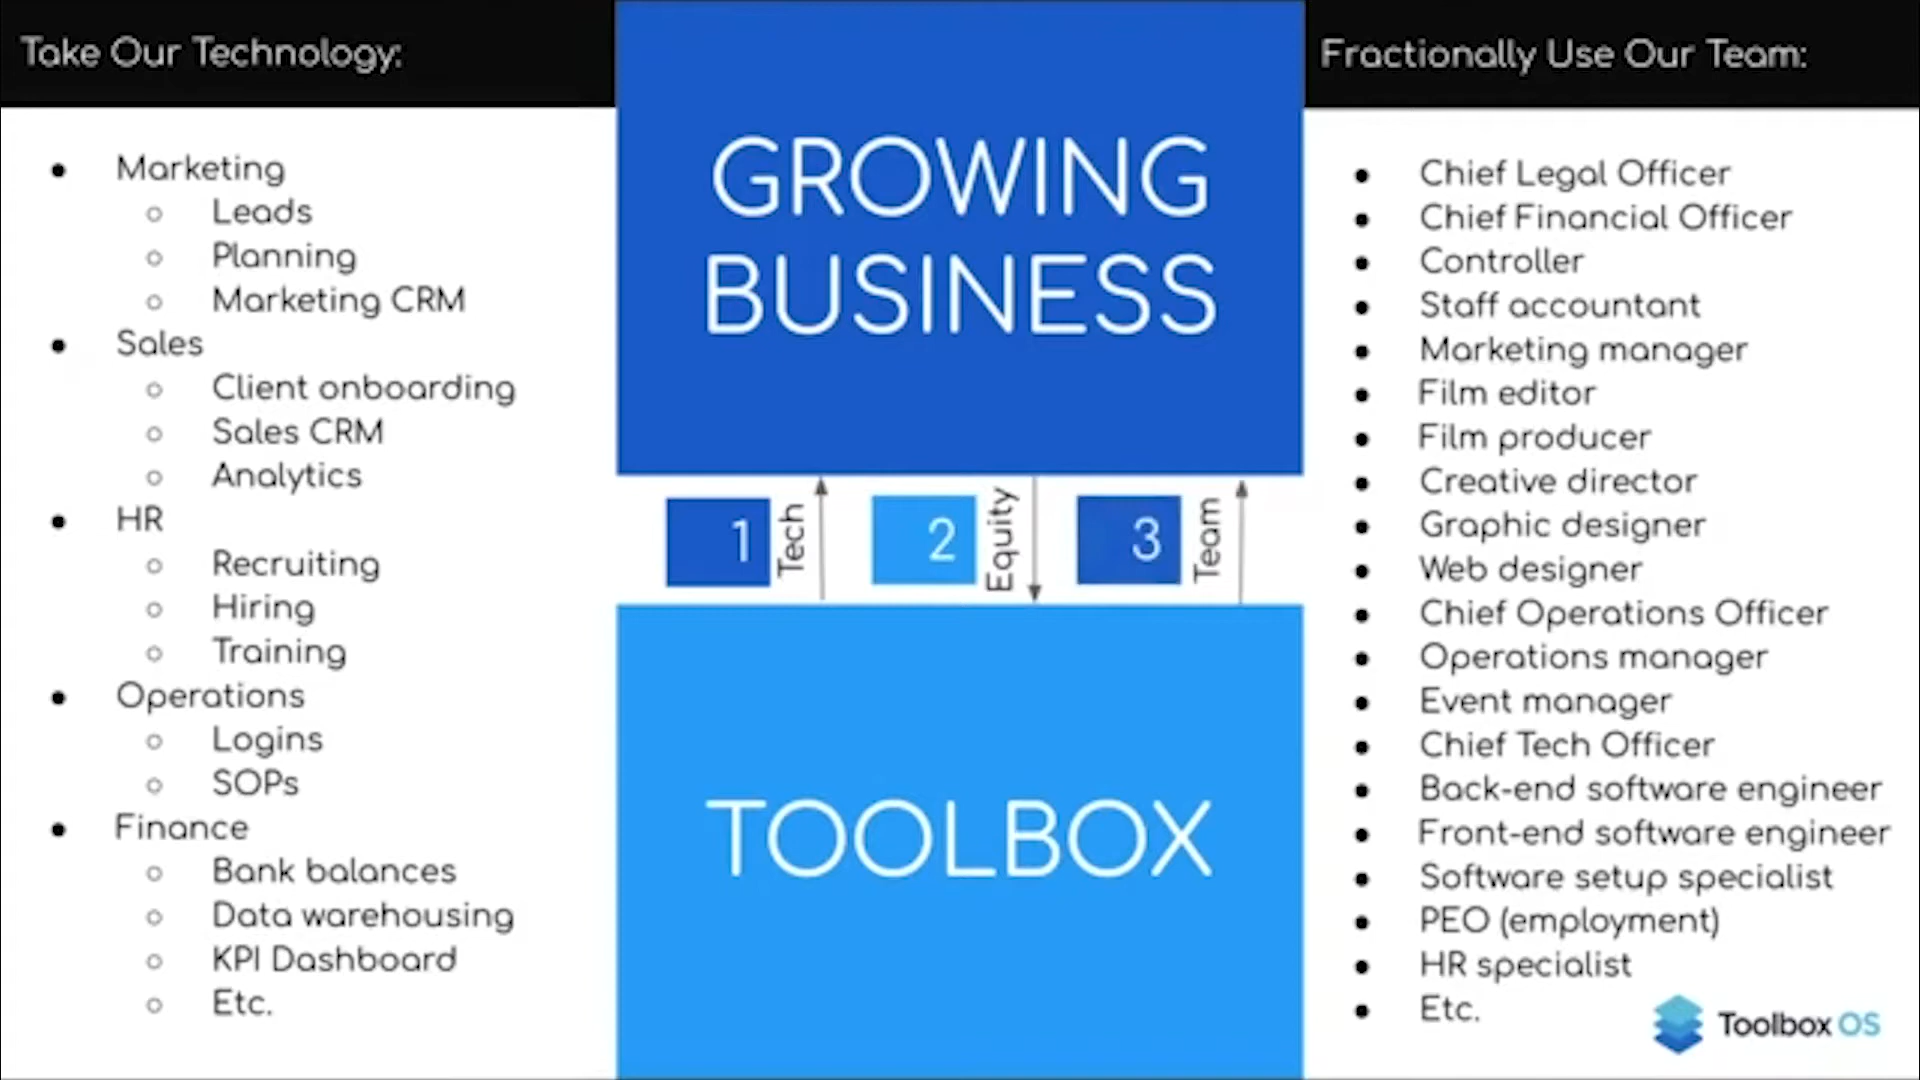 Take Our Technology:
Marketing
Leads
Planning
Marketing CRM
Sales
Client onboarding
Sales CRM
Analytics
HR
Recruiting
Hiring
Training
Operations
Logins
SOPs
Finance
Bank balances
Data warehousing
KPI Dashboard
Etc.
GROWING
BUSINESS
1 Tech
2 Equity
3 Team
TOOLBOX
Fractionally Use Our Team:
Chief Legal Officer
Chief Financial Officer
Controller
Staff accountant
Marketing manager
Film editor
Film producer
Creative director
Graphic designer
Web designer
Chief Operations Officer
Operations manager
Event manager
Chief Tech Officer
Back-end software engineer
Front-end software engineer
Software setup specialist
PEO (employment)
HR specialist
Etc.
Toolbox OS